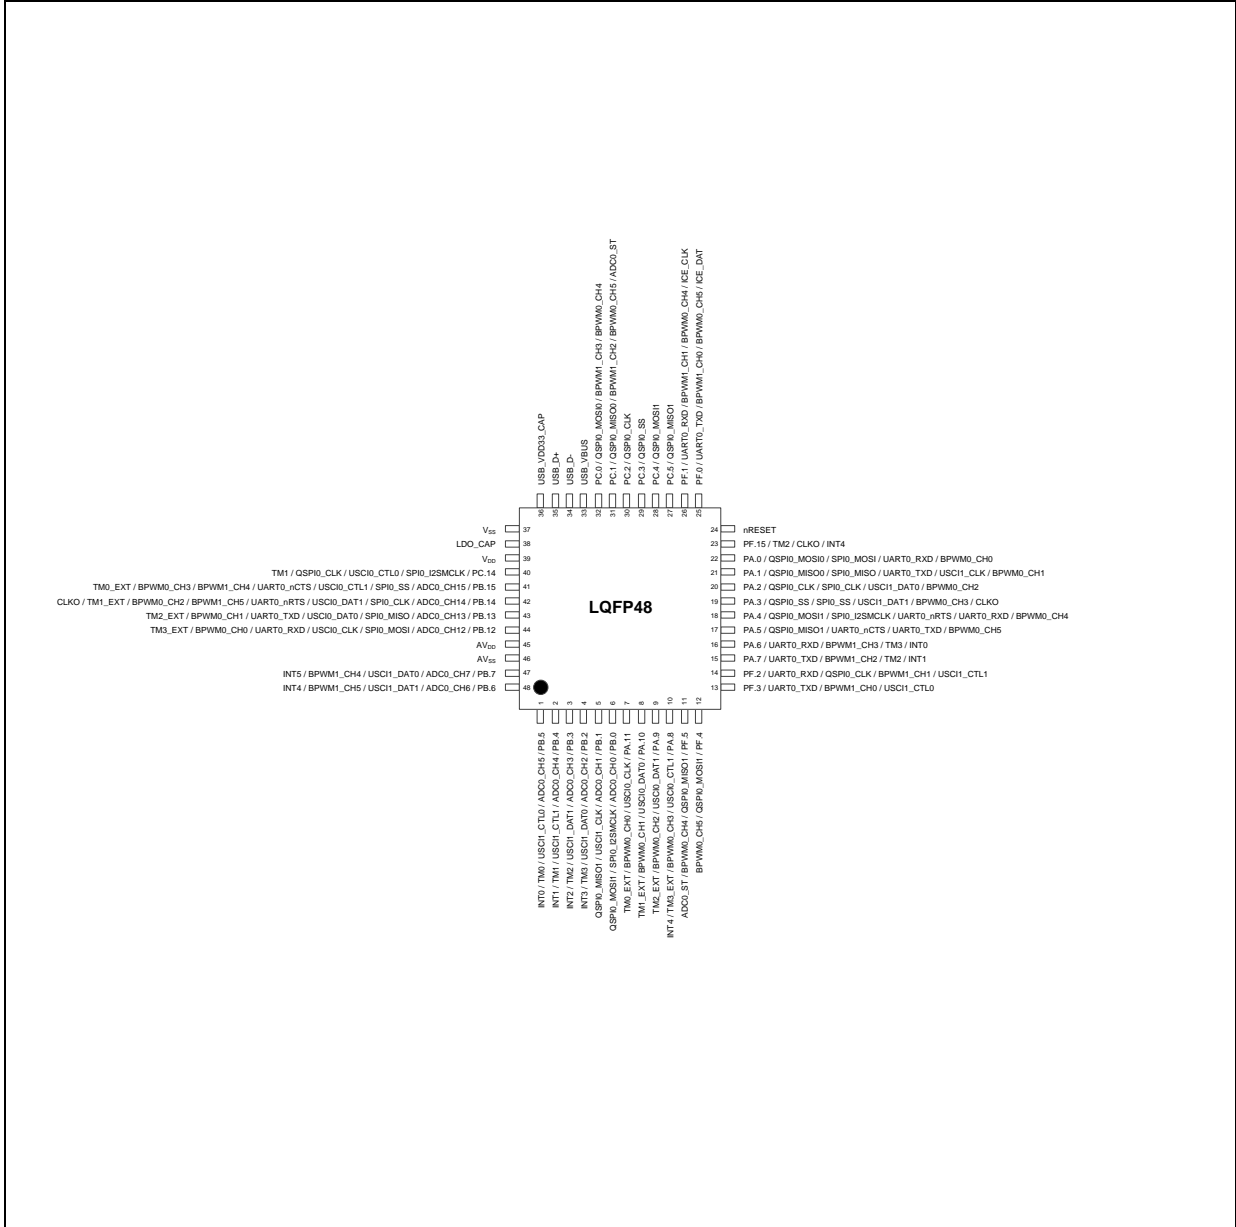 USB_VDD33_CAP
USB_D+
USB_D-
USB_VBUS
PC.0 / QSPI0_MOSI0 / BPWM1_CH3 / BPWM0_CH4
PC.1 / QSPI0_MISO0 / BPWM1_CH2 / BPWM0_CH5 / ADC0_ST
PC.2 / QSPI0_CLK
PC.3 / QSPI0_SS
PC.4 / QSPI0_MOSI1
PC.5 / QSPI0_MISO1
PF.1 / UART0_RXD / BPWM1_CH1 / BPWM0_CH4 / ICE_CLK
PF.0 / UART0_TXD / BPWM1_CH0 / BPWM0_CH5 / ICE_DAT
36 35 34 33 32 31 30 29 28 27 26 25
VSS 37
LDO_CAP 38
VDD 39
TM1 / QSPI0_CLK / USCI0_CTL0 / SPI0_I2SMCLK / PC.14 40
TM0_EXT / BPWM0_CH3 / BPWM1_CH4 / UART0_nCTS / USCI0_CTL1 / SPI0_SS / ADC0_CH15 / PB.15 41
CLKO / TM1_EXT / BPWM0_CH2 / BPWM1_CH5 / UART0_nRTS / USCI0_DAT1 / SPI0_CLK / ADC0_CH14 / PB.14 42
TM2_EXT / BPWM0_CH1 / UART0_TXD / USCI0_DAT0 / SPI0_MISO / ADC0_CH13 / PB.13 43
TM3_EXT / BPWM0_CH0 / UART0_RXD / USCI0_CLK / SPI0_MOSI / ADC0_CH12 / PB.12 44
AVDD 45
AVSS 46
INT5 / BPWM1_CH4 / USCI1_DAT0 / ADC0_CH7 / PB.7 47
INT4 / BPWM1_CH5 / USCI1_DAT1 / ADC0_CH6 / PB.6 48
LQFP48
24 nRESET
23 PF.15 / TM2 / CLKO / INT4
22 PA.0 / QSPI0_MOSI0 / SPI0_MOSI / UART0_RXD / BPWM0_CH0
21 PA.1 / QSPI0_MISO0 / SPI0_MISO / UART0_TXD / USCI1_CLK / BPWM0_CH1
20 PA.2 / QSPI0_CLK / SPI0_CLK / USCI1_DAT0 / BPWM0_CH2
19 PA.3 / QSPI0_SS / SPI0_SS / USCI1_DAT1 / BPWM0_CH3 / CLKO
18 PA.4 / QSPI0_MOSI1 / SPI0_I2SMCLK / UART0_nRTS / UART0_RXD / BPWM0_CH4
17 PA.5 / QSPI0_MISO1 / UART0_nCTS / UART0_TXD / BPWM0_CH5
16 PA.6 / UART0_RXD / BPWM1_CH3 / TM3 / INT0
15 PA.7 / UART0_TXD / BPWM1_CH2 / TM2 / INT1
14 PF.2 / UART0_RXD / QSPI0_CLK / BPWM1_CH1 / USCI1_CTL1
13 PF.3 / UART0_TXD / BPWM1_CH0 / USCI1_CTL0
1 2 3 4 5 6 7 8 9 10 11 12
INT0 / TM0 / USCI1_CTL0 / ADC0_CH5 / PB.5
INT1 / TM1 / USCI1_CTL1 / ADC0_CH4 / PB.4
INT2 / TM2 / USCI1_DAT1 / ADC0_CH3 / PB.3
INT3 / TM3 / USCI1_DAT0 / ADC0_CH2 / PB.2
QSPI0_MISO1 / USCI1_CLK / ADC0_CH1 / PB.1
QSPI0_MOSI1 / SPI0_I2SMCLK / ADC0_CH0 / PB.0
TM0_EXT / BPWM0_CH0 / USCI0_CLK / PA.11
TM1_EXT / BPWM0_CH1 / USCI0_DAT0 / PA.10
TM2_EXT / BPWM0_CH2 / USCI0_DAT1 / PA.9
INT4 / TM3_EXT / BPWM0_CH3 / USCI0_CTL1 / PA.8
ADC0_ST / BPWM0_CH4 / QSPI0_MISO1 / PF.5
BPWM0_CH5 / QSPI0_MOSI1 / PF.4